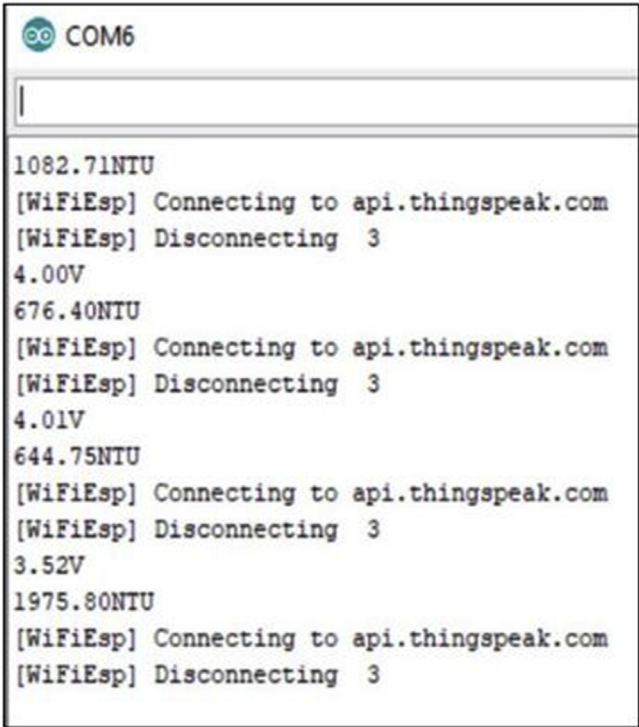 COM6
1082.71NTU
[WiFiEsp] Connecting to api.thingspeak.com
[WiFiEsp] Disconnecting  3
4.00V
676.40NTU
[WiFiEsp] Connecting to api.thingspeak.com
[WiFiEsp] Disconnecting  3
4.01V
644.75NTU
[WiFiEsp] Connecting to api.thingspeak.com
[WiFiEsp] Disconnecting  3
3.52V
1975.80NTU
[WiFiEsp] Connecting to api.thingspeak.com
[WiFiEsp] Disconnecting  3